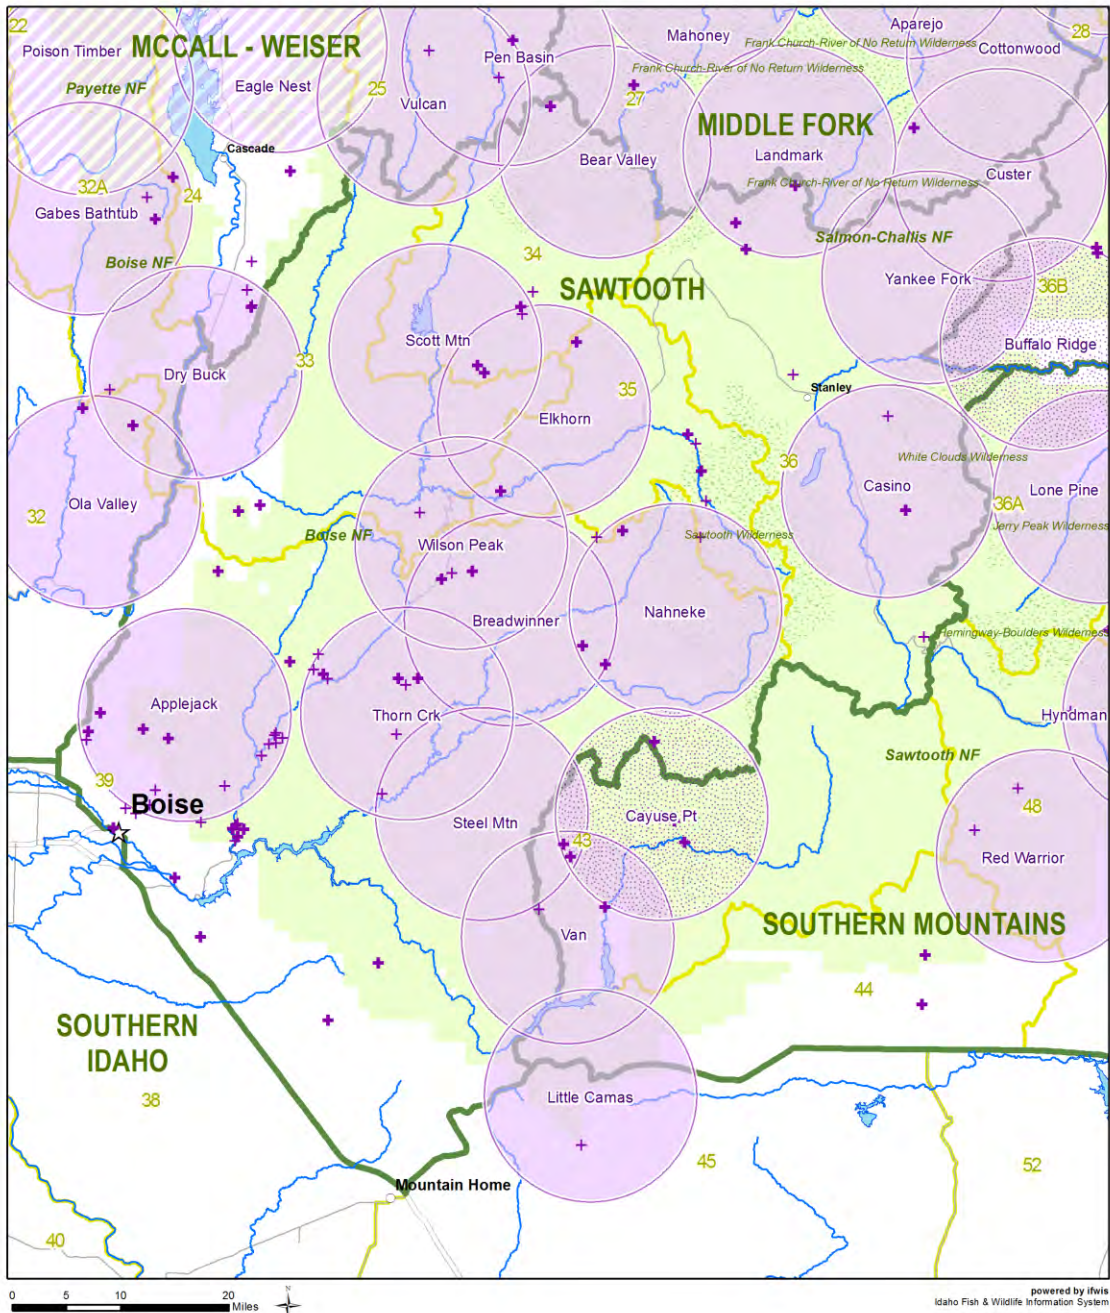 22
Poison Timber
MCCALL - WEISER
Payette NF
Eagle Nest
25
Vulcan
Pen Basin
Mahoney
Aparejo
28
Cottonwood
Frank Church-River of No Return Wilderness
Frank Church-River of No Return Wilderness
27
MIDDLE FORK
Cascade
Bear Valley
Landmark
Custer
Frank Church-River of No Return Wilderness
32A
24
Gabes Bathtub
Boise NF
34
Salmon-Challis NF
Yankee Fork
36B
SAWTOOTH
Scott Mtn
Buffalo Ridge
Dry Buck
33
35
Stanley
Elkhorn
36
White Clouds Wilderness
Casino
Lone Pine
36A
Ola Valley
32
Jerry Peak Wilderness
Boise NF
Wilson Peak
Sawtooth Wilderness
Breadwinner
Nahneke
Hemingway-Boulders Wilderness
Applejack
Thorn Crk
Hyndman
Sawtooth NF
39
Boise
Steel Mtn
Cayuse Pt
48
43
Red Warrior
Van
SOUTHERN MOUNTAINS
44
SOUTHERN
IDAHO
38
Little Camas
45
52
Mountain Home
40
0 5 10 20
Miles
N
powered by ifwis
Idaho Fish & Wildlife Information System